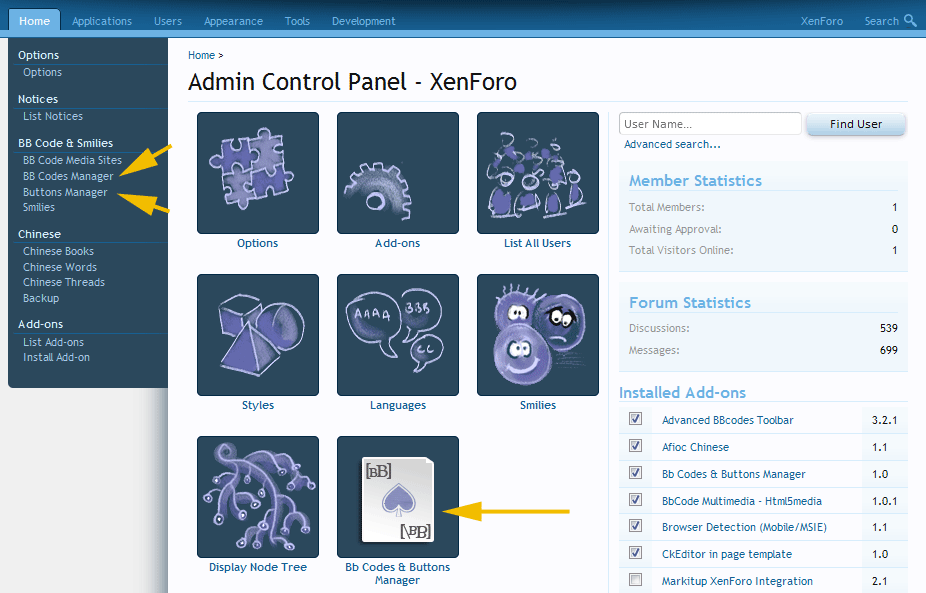 Home Applications Users Appearance Tools Development XenForo Search
Options
Options
Notices
List Notices
BB Code & Smilies
BB Code Media Sites
BB Codes Manager
Buttons Manager
Smilies
Chinese
Chinese Books
Chinese Words
Chinese Threads
Backup
Add-ons
List Add-ons
Install Add-on
Home >
Admin Control Panel - XenForo
Options
Add-ons
List All Users
AAAA
335
CC
Styles
Languages
Smilies
[BB]
[\BB]
Display Node Tree
Bb Codes & Buttons
Manager
User Name...
Find User
Advanced search...
Member Statistics
Total Members: 1
Awaiting Approval: 0
Total Visitors Online: 1
Forum Statistics
Discussions: 539
Messages: 699
Installed Add-ons
Advanced BBcodes Toolbar 3.2.1
Afioc Chinese 1.1
Bb Codes & Buttons Manager 1.0
BbCode Multimedia - Html5media 1.0.1
Browser Detection (Mobile/MSIE) 1.1
CkEditor in page template 1.0
Markitup XenForo Integration 2.1